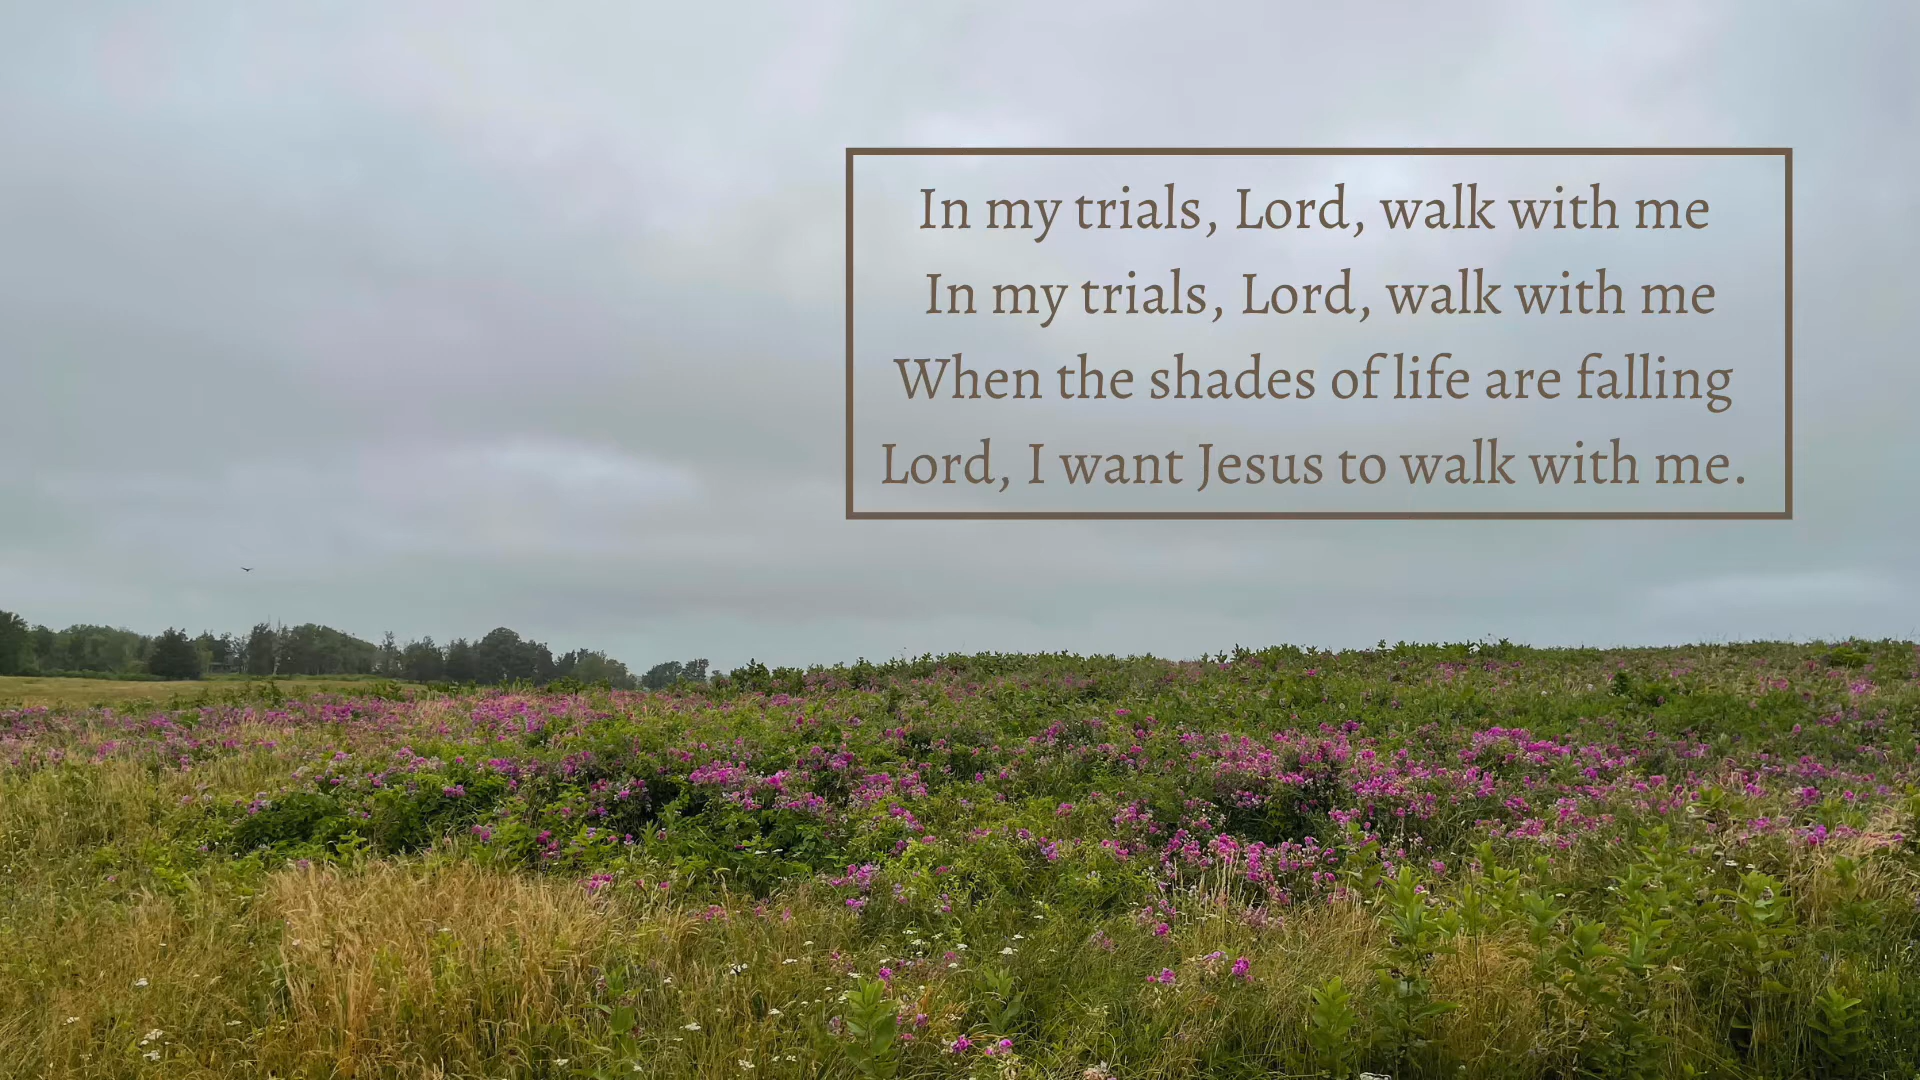 In my trials, Lord, walk with me
In my trials, Lord, walk with me
When the shades of life are falling
Lord, I want Jesus to walk with me.